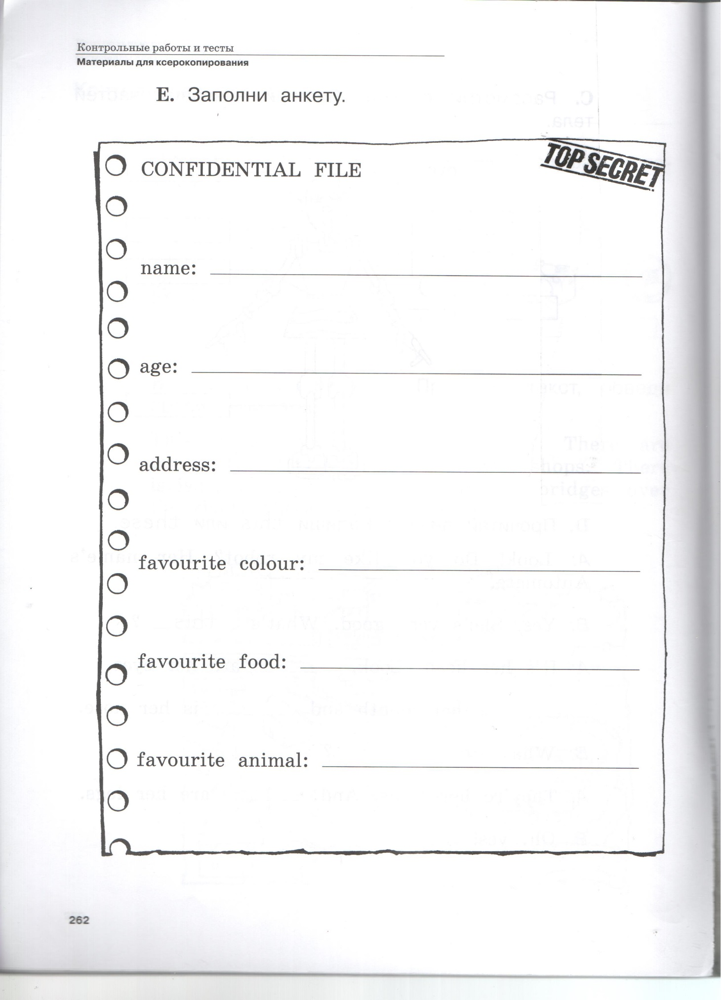 Контрольные работы и тесты
Материалы для ксерокопирования
E. Заполни анкету.
TOP SECRET
CONFIDENTIAL FILE
name:
age:
address:
favourite colour:
favourite food:
favourite animal:
262